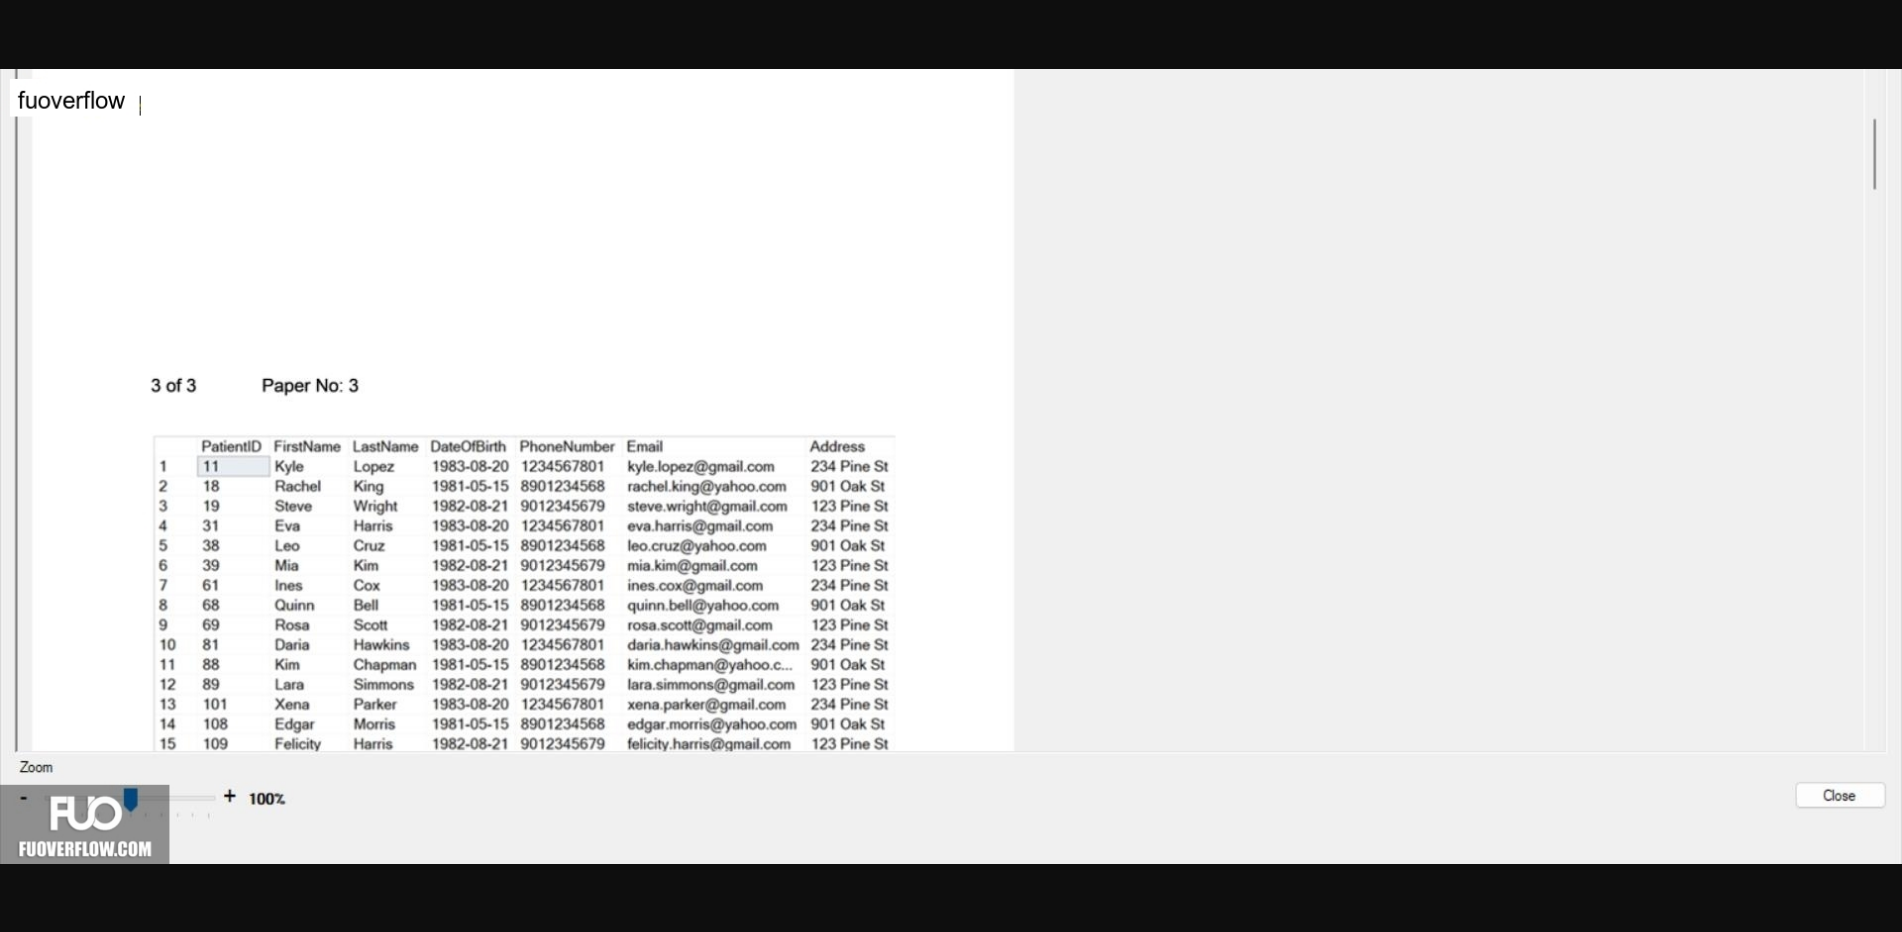 fuoverflow
3 of 3 Paper No: 3
PatientID FirstName LastName DateOfBirth PhoneNumber Email Address
1 11 Kyle Lopez 1983-08-20 1234567801 kyle.lopez@gmail.com 234 Pine St
2 18 Rachel King 1981-05-15 8901234568 rachel.king@yahoo.com 901 Oak St
3 19 Steve Wright 1982-08-21 9012345679 steve.wright@gmail.com 123 Pine St
4 31 Eva Harris 1983-08-20 1234567801 eva.harris@gmail.com 234 Pine St
5 38 Leo Cruz 1981-05-15 8901234568 leo.cruz@yahoo.com 901 Oak St
6 39 Mia Kim 1982-08-21 9012345679 mia.kim@gmail.com 123 Pine St
7 61 Ines Cox 1983-08-20 1234567801 ines.cox@gmail.com 234 Pine St
8 68 Quinn Bell 1981-05-15 8901234568 quinn.bell@yahoo.com 901 Oak St
9 69 Rosa Scott 1982-08-21 9012345679 rosa.scott@gmail.com 123 Pine St
10 81 Daria Hawkins 1983-08-20 1234567801 daria.hawkins@gmail.com 234 Pine St
11 88 Kim Chapman 1981-05-15 8901234568 kim.chapman@yahoo.c... 901 Oak St
12 89 Lara Simmons 1982-08-21 9012345679 lara.simmons@gmail.com 123 Pine St
13 101 Xena Parker 1983-08-20 1234567801 xena.parker@gmail.com 234 Pine St
14 108 Edgar Morris 1981-05-15 8901234568 edgar.morris@yahoo.com 901 Oak St
15 109 Felicity Harris 1982-08-21 9012345679 felicity.harris@gmail.com 123 Pine St
Zoom
- + 100%
Close
FUO
FUOVERFLOW.COM